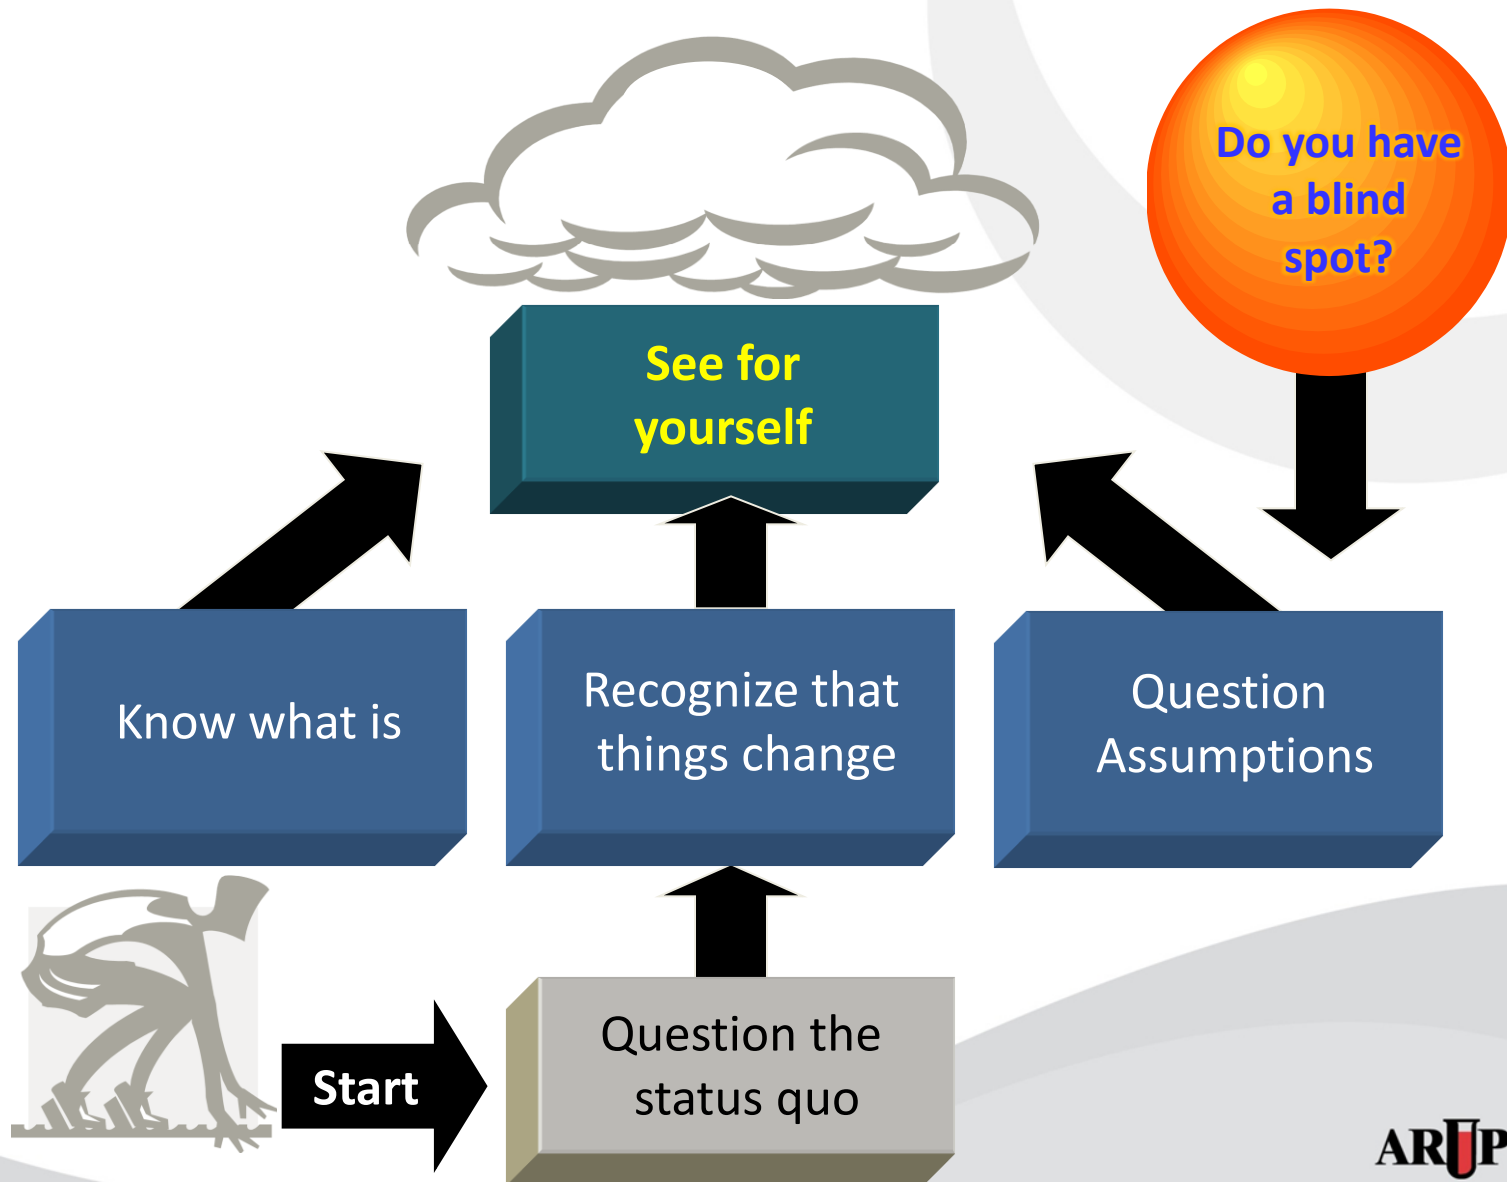 Do you have
a blind
spot?
See for
yourself
Know what is
Recognize that
things change
Question
Assumptions
Start
Question the
status quo
ARUP